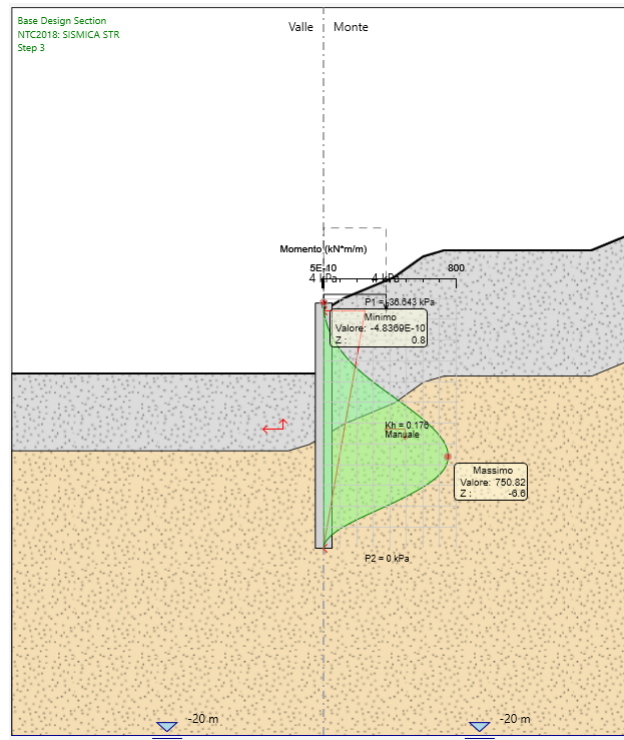 Base Design Section
NTC2018: SISMICA STR
Step 3
Valle
Monte
Momento (kN*m/m)
5E-10
800
4 kPa
4 kPa
P1 = -36.643 kPa
Minimo
Valore: -4.8369E-10
Z : 0.8
Kh = 0.176
Manuale
Massimo
Valore: 750.82
Z : -6.6
P2 = 0 kPa
-20 m
-20 m